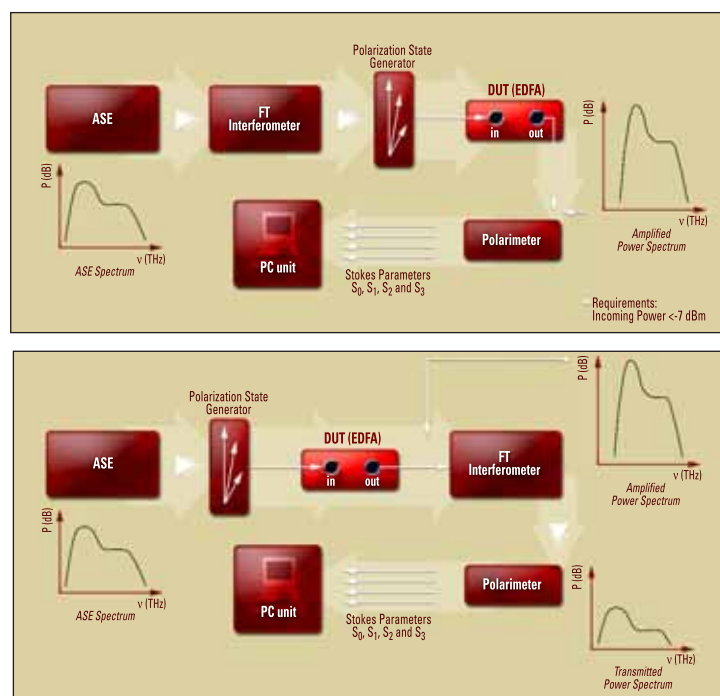 Polarization State
Generator
ASE
FT
Interferometer
DUT (EDFA)
in
out
P (dB)
ν (THz)
ASE Spectrum
P (dB)
ν (THz)
Amplified
Power Spectrum
PC unit
Stokes Parameters
S0, S1, S2 and S3
Polarimeter
Requirements:
Incoming Power <-7 dBm
Polarization State
Generator
ASE
DUT (EDFA)
in
out
FT
Interferometer
P (dB)
ν (THz)
Amplified
Power Spectrum
P (dB)
ν (THz)
ASE Spectrum
PC unit
Stokes Parameters
S0, S1, S2 and S3
Polarimeter
P (dB)
ν (THz)
Transmitted
Power Spectrum